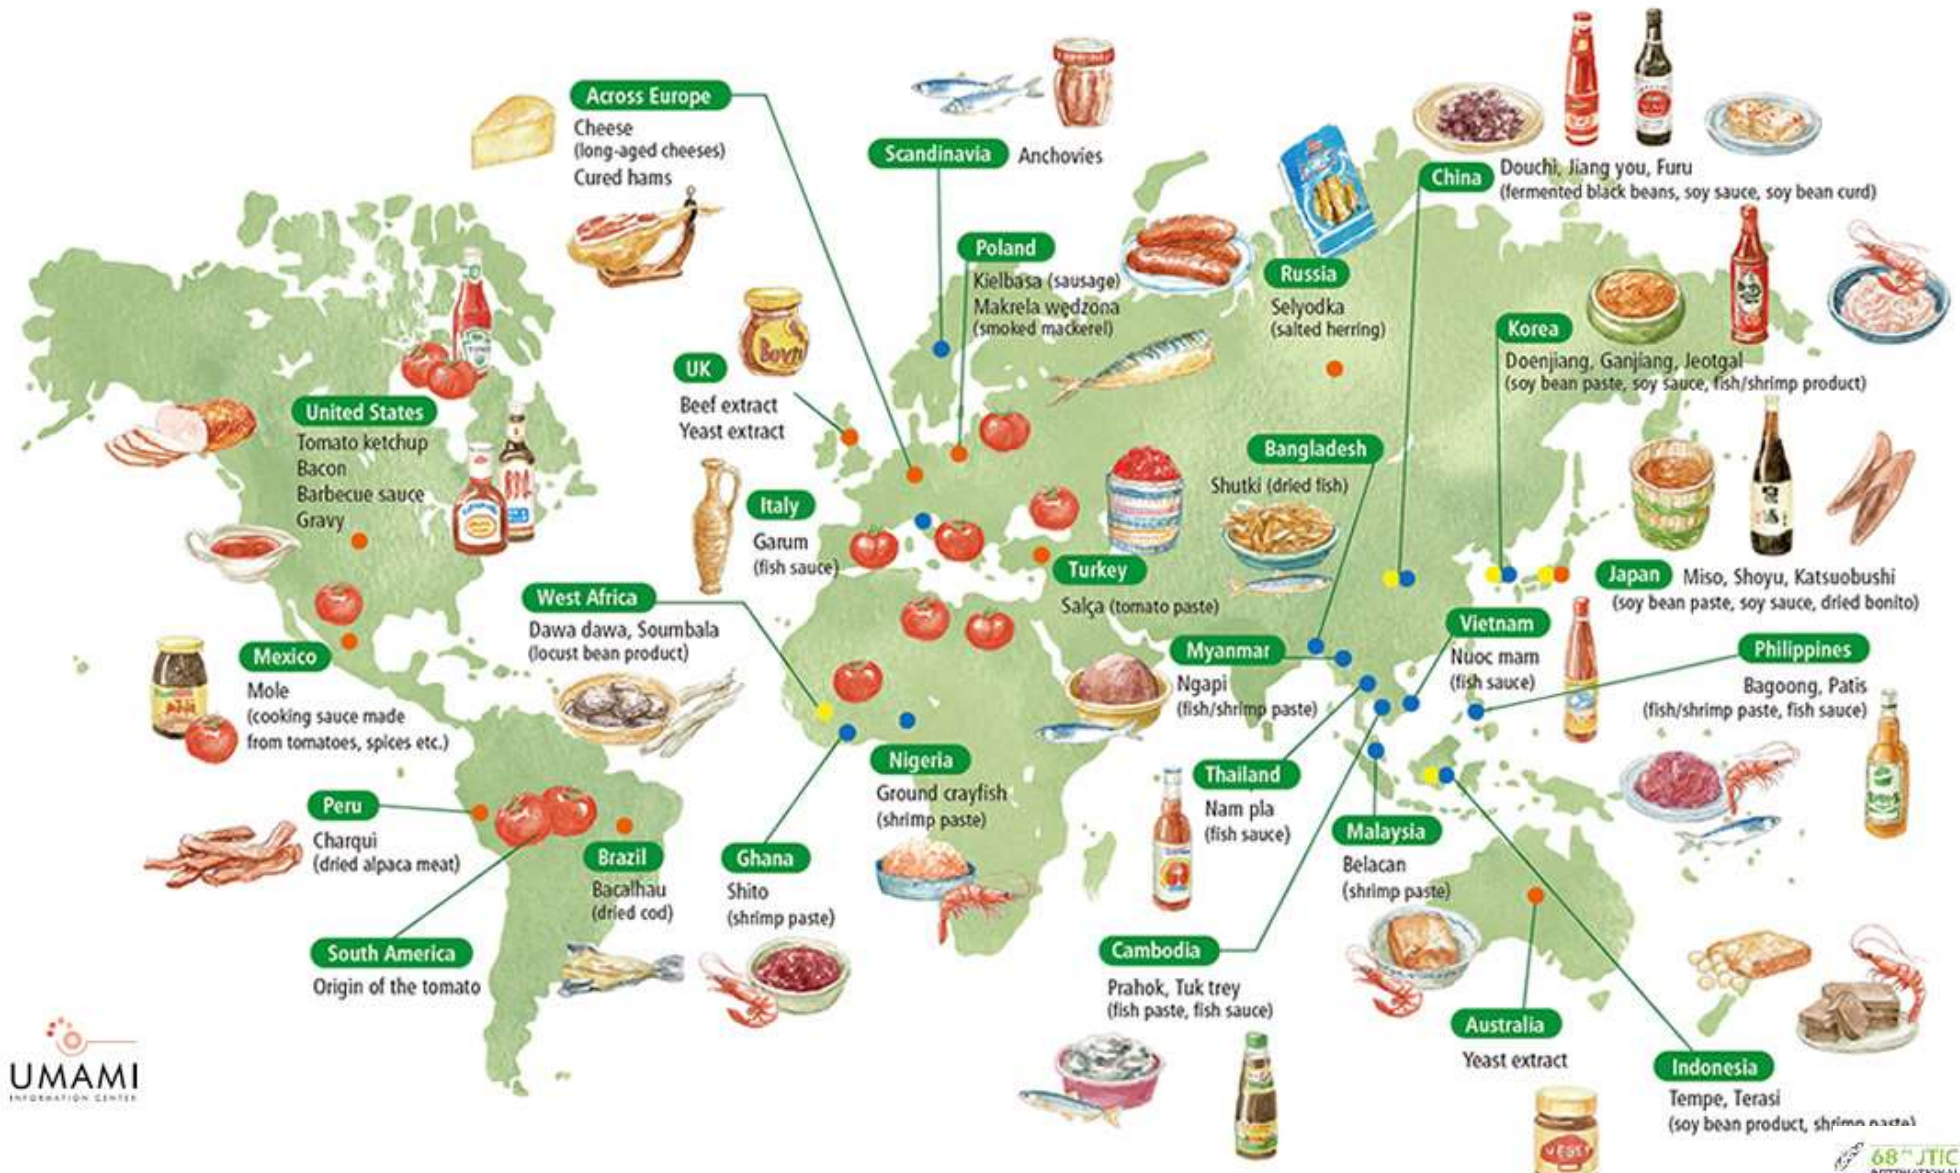 Across Europe
Cheese
(long-aged cheeses)
Cured hams
Scandinavia Anchovies
China Douchi, Jiang you, Furu
(fermented black beans, soy sauce, soy bean curd)
Poland
Kielbasa (sausage)
Makrela wędzona
(smoked mackerel)
Russia
Selyodka
(salted herring)
Korea
Doenjiang, Ganjiang, Jeotgal
(soy bean paste, soy sauce, fish/shrimp product)
UK
Beef extract
Yeast extract
United States
Tomato ketchup
Bacon
Barbecue sauce
Gravy
Bangladesh
Shutki (dried fish)
Italy
Garum
(fish sauce)
Turkey
Salça (tomato paste)
Japan Miso, Shoyu, Katsuobushi
(soy bean paste, soy sauce, dried bonito)
West Africa
Dawa dawa, Soumbala
(locust bean product)
Mexico
Mole
(cooking sauce made
from tomatoes, spices etc.)
Myanmar
Ngapi
(fish/shrimp paste)
Vietnam
Nuoc mam
(fish sauce)
Philippines
Bagoong, Patis
(fish/shrimp paste, fish sauce)
Nigeria
Ground crayfish
(shrimp paste)
Thailand
Nam pla
(fish sauce)
Peru
Charqui
(dried alpaca meat)
Brazil
Bacalhau
(dried cod)
Ghana
Shito
(shrimp paste)
Malaysia
Belacan
(shrimp paste)
South America
Origin of the tomato
Cambodia
Prahok, Tuk trey
(fish paste, fish sauce)
Australia
Yeast extract
Indonesia
Tempe, Terasi
(soy bean product, shrimp paste)
UMAMI
INFORMATION CENTER
68th JTIC